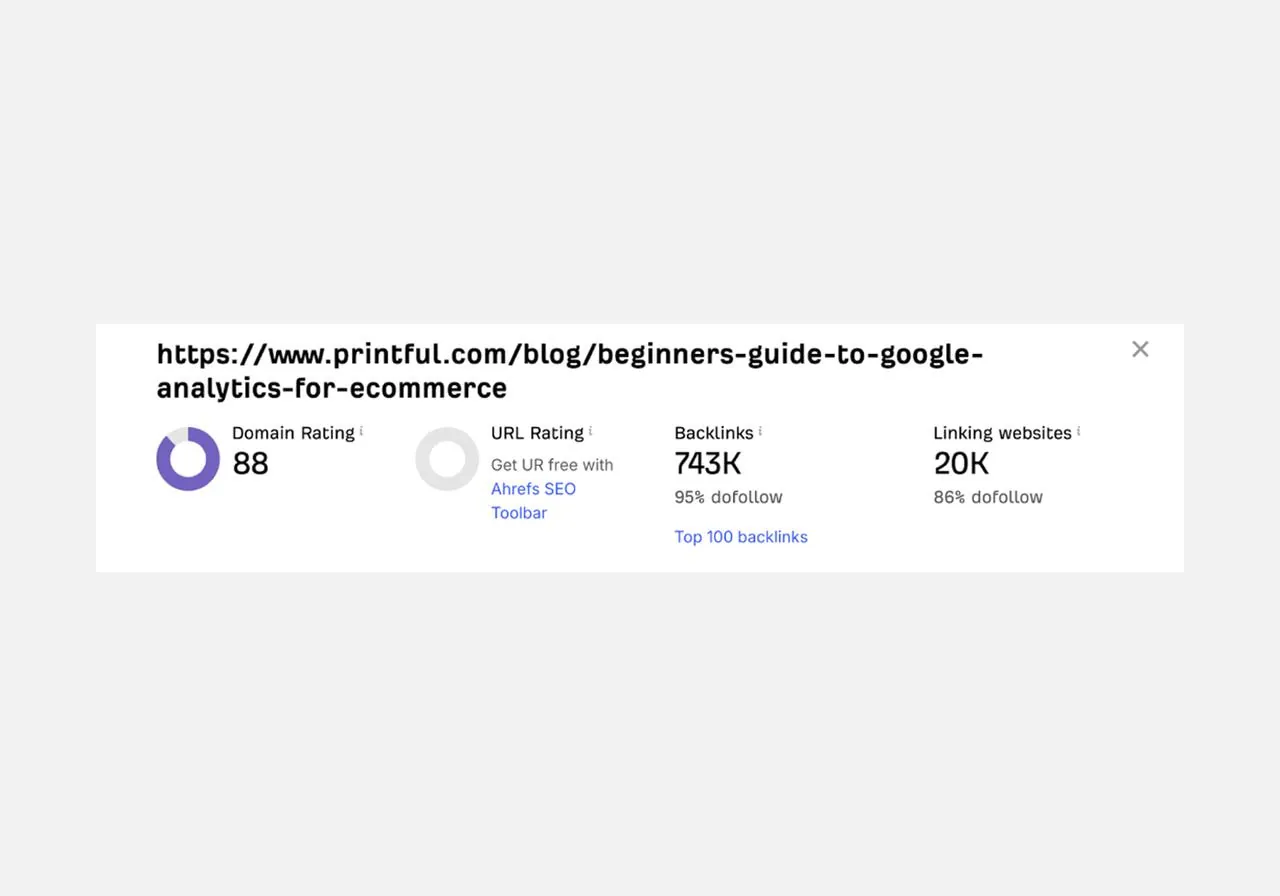 https://www.printful.com/blog/beginners-guide-to-google-
analytics-for-ecommerce
Domain Rating i
88
URL Rating i
Get UR free with
Ahrefs SEO
Toolbar
Backlinks i
743K
95% dofollow
Top 100 backlinks
Linking websites i
20K
86% dofollow